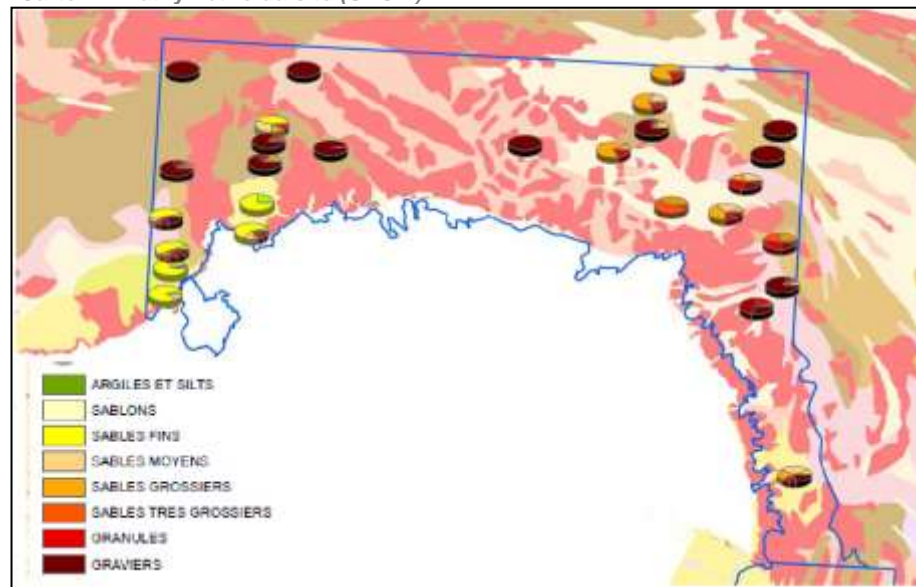 ARGILES ET SILTS
SABLONS
SABLES FINS
SABLES MOYENS
SABLES GROSSIERS
SABLES TRES GROSSIERS
GRANULES
GRAVIERS